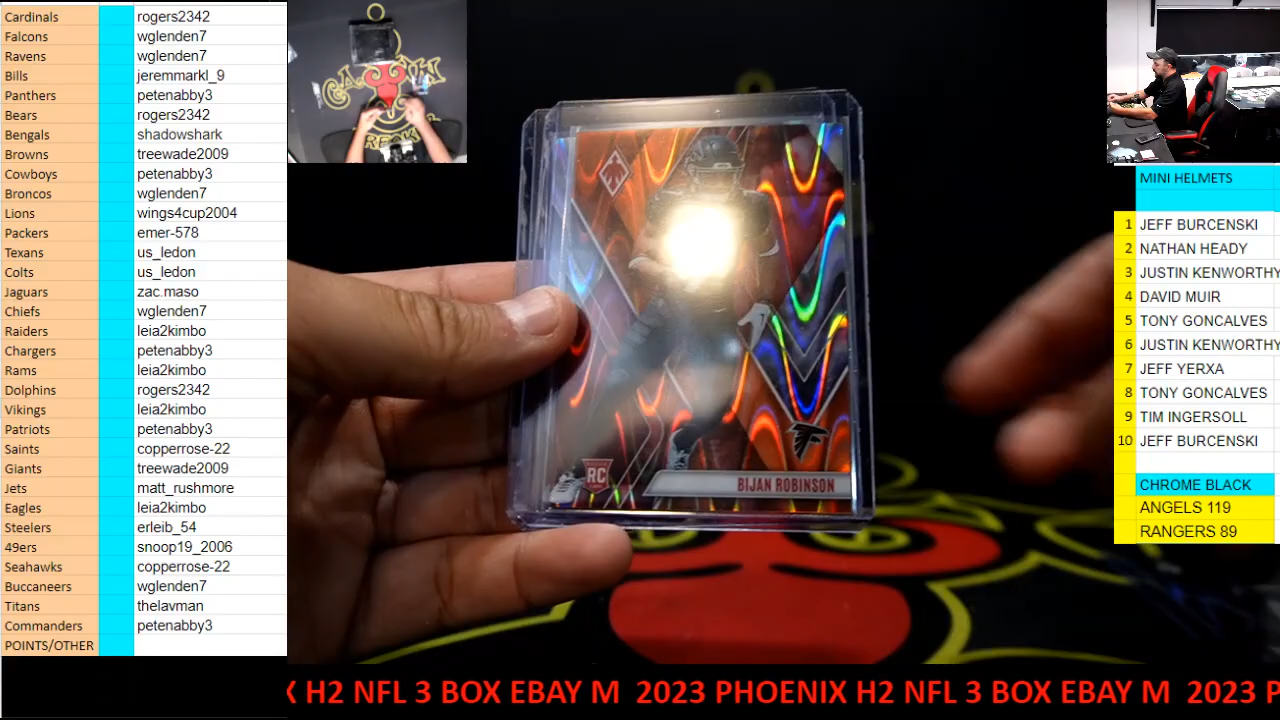 Cardinals rogers2342
Falcons wglenden7
Ravens wglenden7
Bills jeremmarkl_9
Panthers petenabby3
Bears rogers2342
Bengals shadowshark
Browns treewade2009
Cowboys petenabby3
Broncos wglenden7
Lions wings4cup2004
Packers emer-578
Texans us_ledon
Colts us_ledon
Jaguars zac.maso
Chiefs wglenden7
Raiders leia2kimbo
Chargers petenabby3
Rams leia2kimbo
Dolphins rogers2342
Vikings leia2kimbo
Patriots petenabby3
Saints copperrose-22
Giants treewade2009
Jets matt_rushmore
Eagles leia2kimbo
Steelers erleib_54
49ers snoop19_2006
Seahawks copperrose-22
Buccaneers wglenden7
Titans thelavman
Commanders petenabby3
POINTS/OTHER
RC
BIJAN ROBINSON
MINI HELMETS
1 JEFF BURCENSKI
2 NATHAN HEADY
3 JUSTIN KENWORTHY
4 DAVID MUIR
5 TONY GONCALVES
6 JUSTIN KENWORTHY
7 JEFF YERXA
8 TONY GONCALVES
9 TIM INGERSOLL
10 JEFF BURCENSKI
CHROME BLACK
ANGELS 119
RANGERS 89
X H2 NFL 3 BOX EBAY M 2023 PHOENIX H2 NFL 3 BOX EBAY M 2023 P